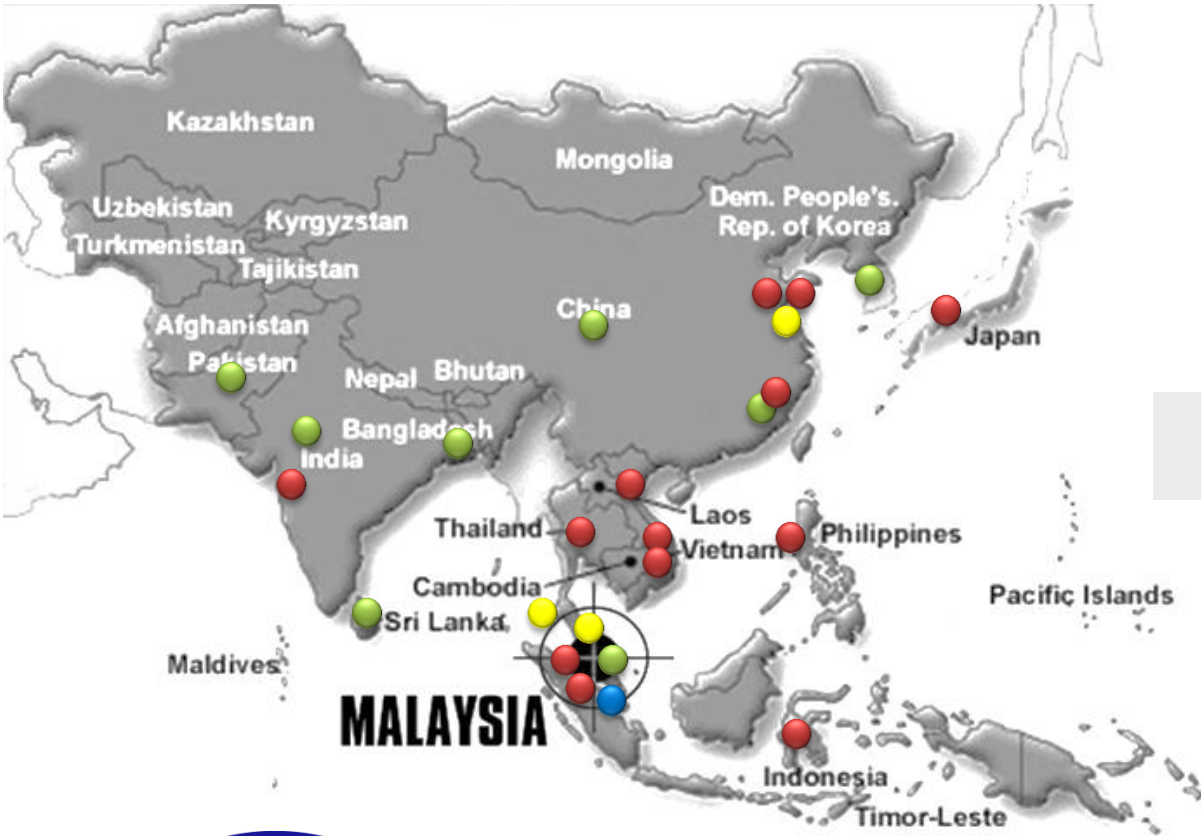 Kazakhstan
Mongolia
Dem. People's.
Rep. of Korea
Uzbekistan
Kyrgyzstan
Turkmenistan
Tajikistan
China
Afghanistan
Japan
Pakistan
Nepal
Bhutan
Bangladesh
India
Laos
Thailand
Philippines
Vietnam
Cambodia
Pacific Islands
Sri Lanka
Maldives
MALAYSIA
Indonesia
Timor-Leste